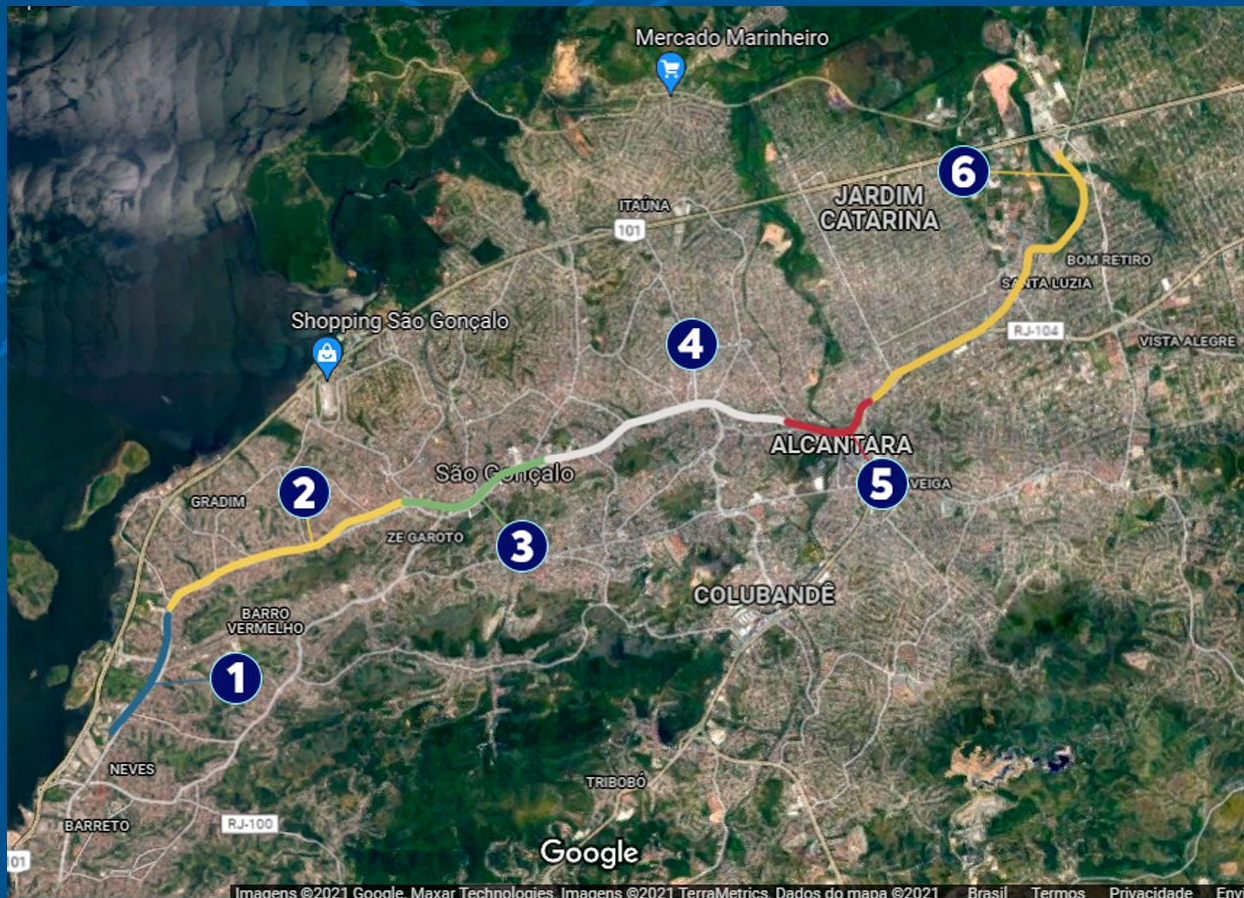 Mercado Marinheiro
6
JARDIM
CATARINA
ITAÚNA
101
BOM RETIRO
SANTA LUZIA
Shopping São Gonçalo
RJ-104
VISTA ALEGRE
4
ALCANTARA
São Gonçalo
5
VEIGA
2
GRADIM
ZE GAROTO
3
COLUBANDÊ
BARRO
VERMELHO
1
NEVES
TRIBOBÓ
BARRETO
RJ-100
Google
101
Imagens ©2021 Google, Maxar Technologies, Imagens ©2021 TerraMetrics, Dados do mapa ©2021 Brasil Termos Privacidade